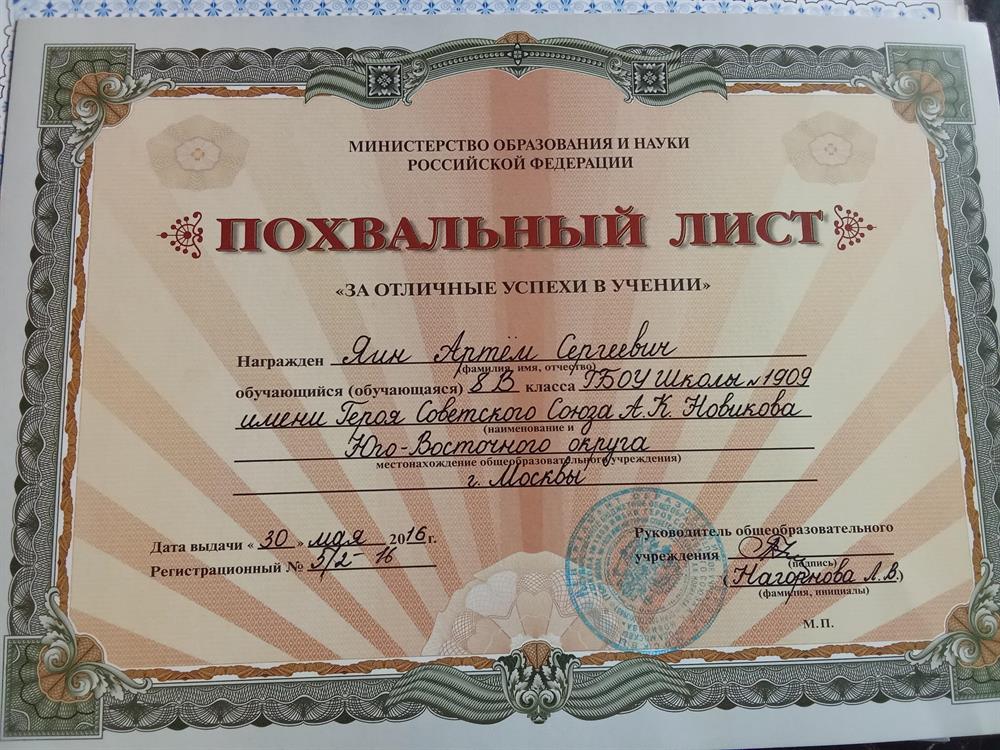 МИНИСТЕРСТВО ОБРАЗОВАНИЯ И НАУКИ
РОССИЙСКОЙ ФЕДЕРАЦИИ
ПОХВАЛЬНЫЙ ЛИСТ
«ЗА ОТЛИЧНЫЕ УСПЕХИ В УЧЕНИИ»
Награжден Яин Артём Сергеевич
(фамилия, имя, отчество)
обучающийся (обучающаяся) 8 В класса ГБОУ Школы №1909
имени Героя Советского Союза А.К. Новикова
(наименование и
Юго-Восточного округа
местонахождение общеобразовательного учреждения)
г. Москвы
Дата выдачи « 30 » мая 2016 г.
Регистрационный № 5/2-16
Руководитель общеобразовательного
учреждения
(подпись)
(Нагорнова Л.В.)
(фамилия, инициалы)
М.П.